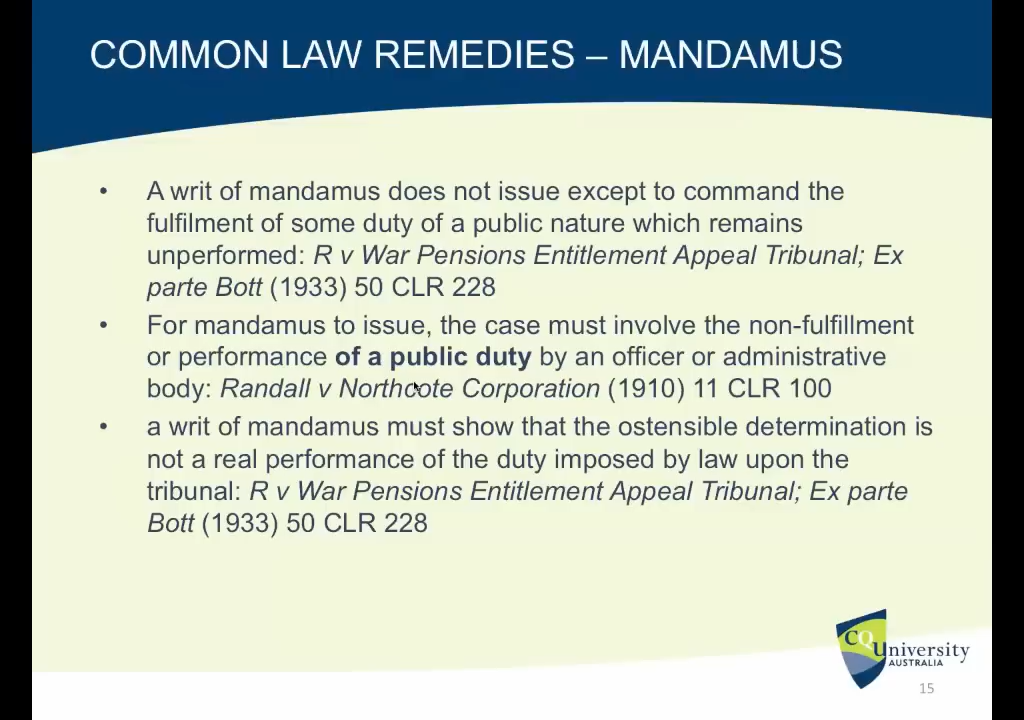 COMMON LAW REMEDIES – MANDAMUS
• A writ of mandamus does not issue except to command the
fulfilment of some duty of a public nature which remains
unperformed: R v War Pensions Entitlement Appeal Tribunal; Ex
parte Bott (1933) 50 CLR 228
• For mandamus to issue, the case must involve the non-fulfillment
or performance of a public duty by an officer or administrative
body: Randall v Northcote Corporation (1910) 11 CLR 100
• a writ of mandamus must show that the ostensible determination is
not a real performance of the duty imposed by law upon the
tribunal: R v War Pensions Entitlement Appeal Tribunal; Ex parte
Bott (1933) 50 CLR 228
CQUniversity
AUSTRALIA
15